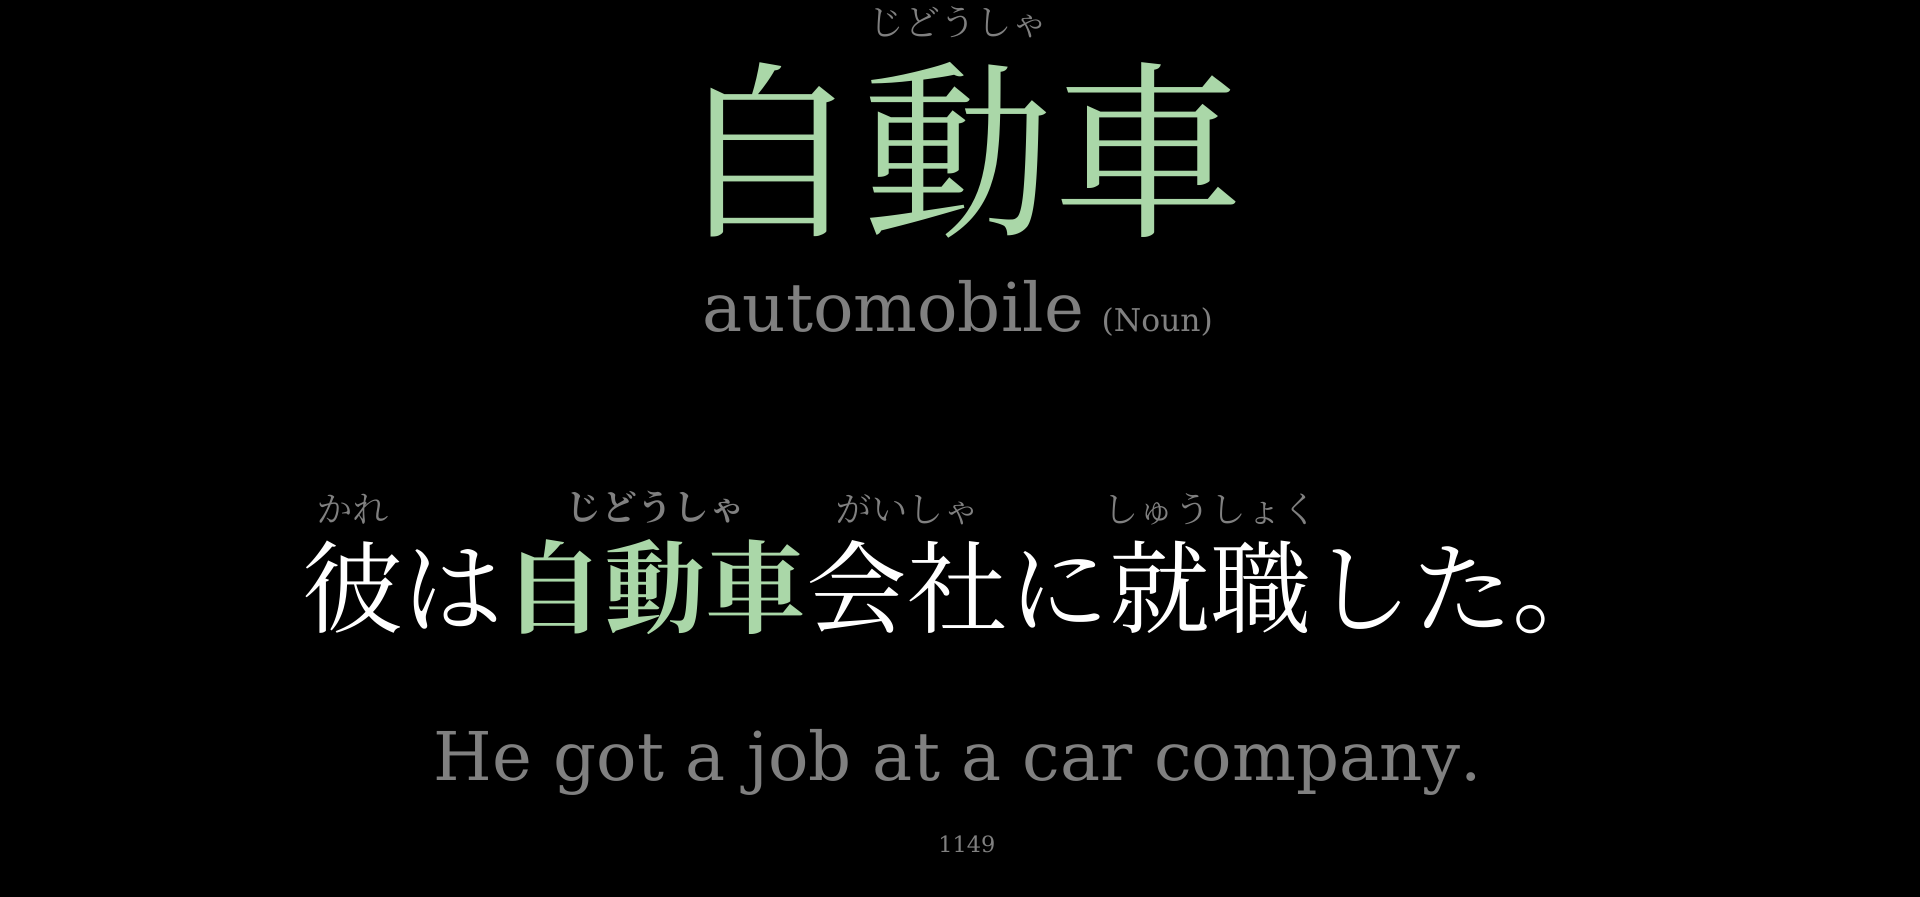 じどうしゃ
自動車
automobile (Noun)
かれ じどうしゃ がいしゃ しゅうしょく
彼は自動車会社に就職した。
He got a job at a car company.
1149